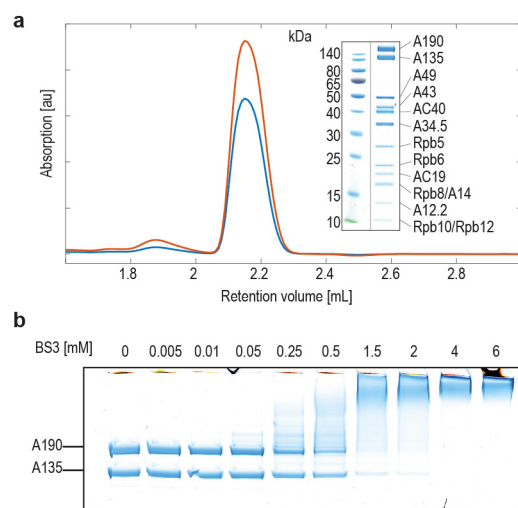 a
kDa
140
100
80
65
50
40
30
25
15
10
A190
A135
A49
A43
AC40
A34.5
Rpb5
Rpb6
AC19
Rpb8/A14
A12.2
Rpb10/Rpb12
Absorption [au]
1.8 2 2.2 2.4 2.6 2.8
Retention volume [mL]
b
BS3 [mM] 0 0.005 0.01 0.05 0.25 0.5 1.5 2 4 6
A190
A135